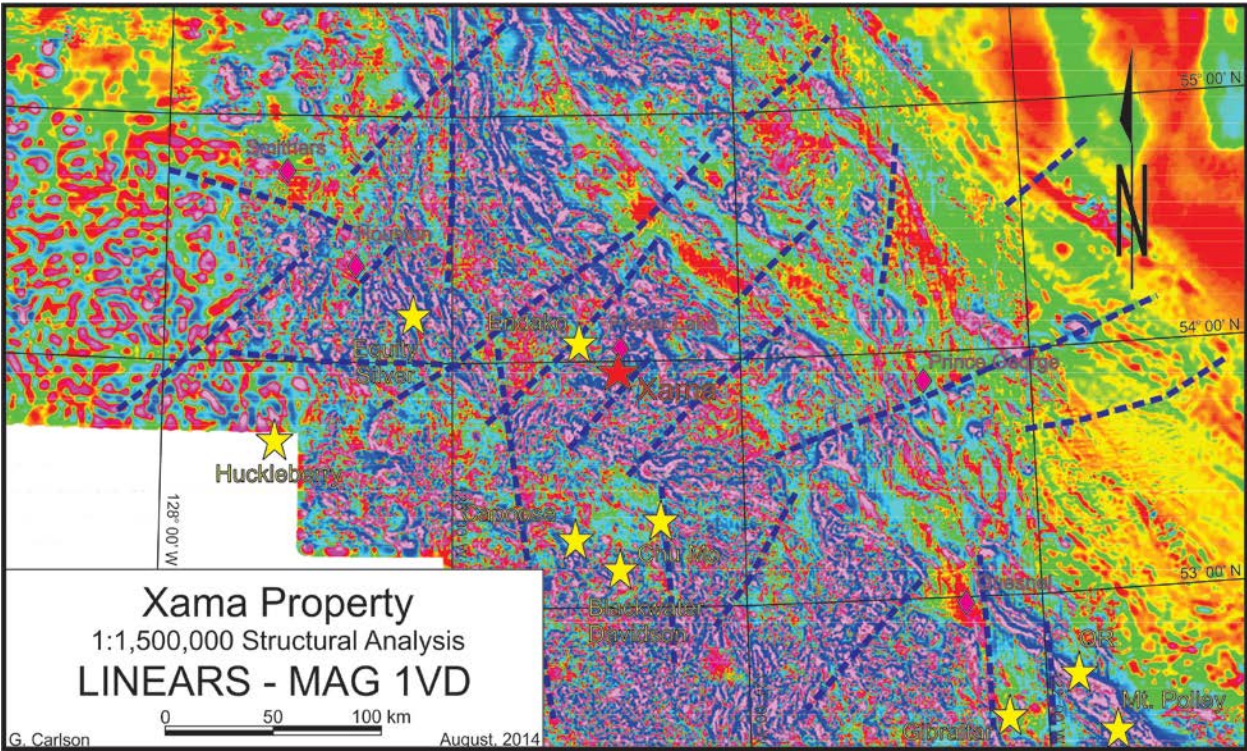 55° 00' N
Smithers
N
Houston
Endako
Fraser Lake
54° 00' N
Equity
Silver
Xama
Prince George
Huckleberry
128° 00' W
Capoose
Chu Mo
53° 00' N
Blackwater
Davidson
Quesnel
QR
Mt. Polley
Gibraltar
Xama Property
1:1,500,000 Structural Analysis
LINEARS - MAG 1VD
0 50 100 km
G. Carlson
August, 2014